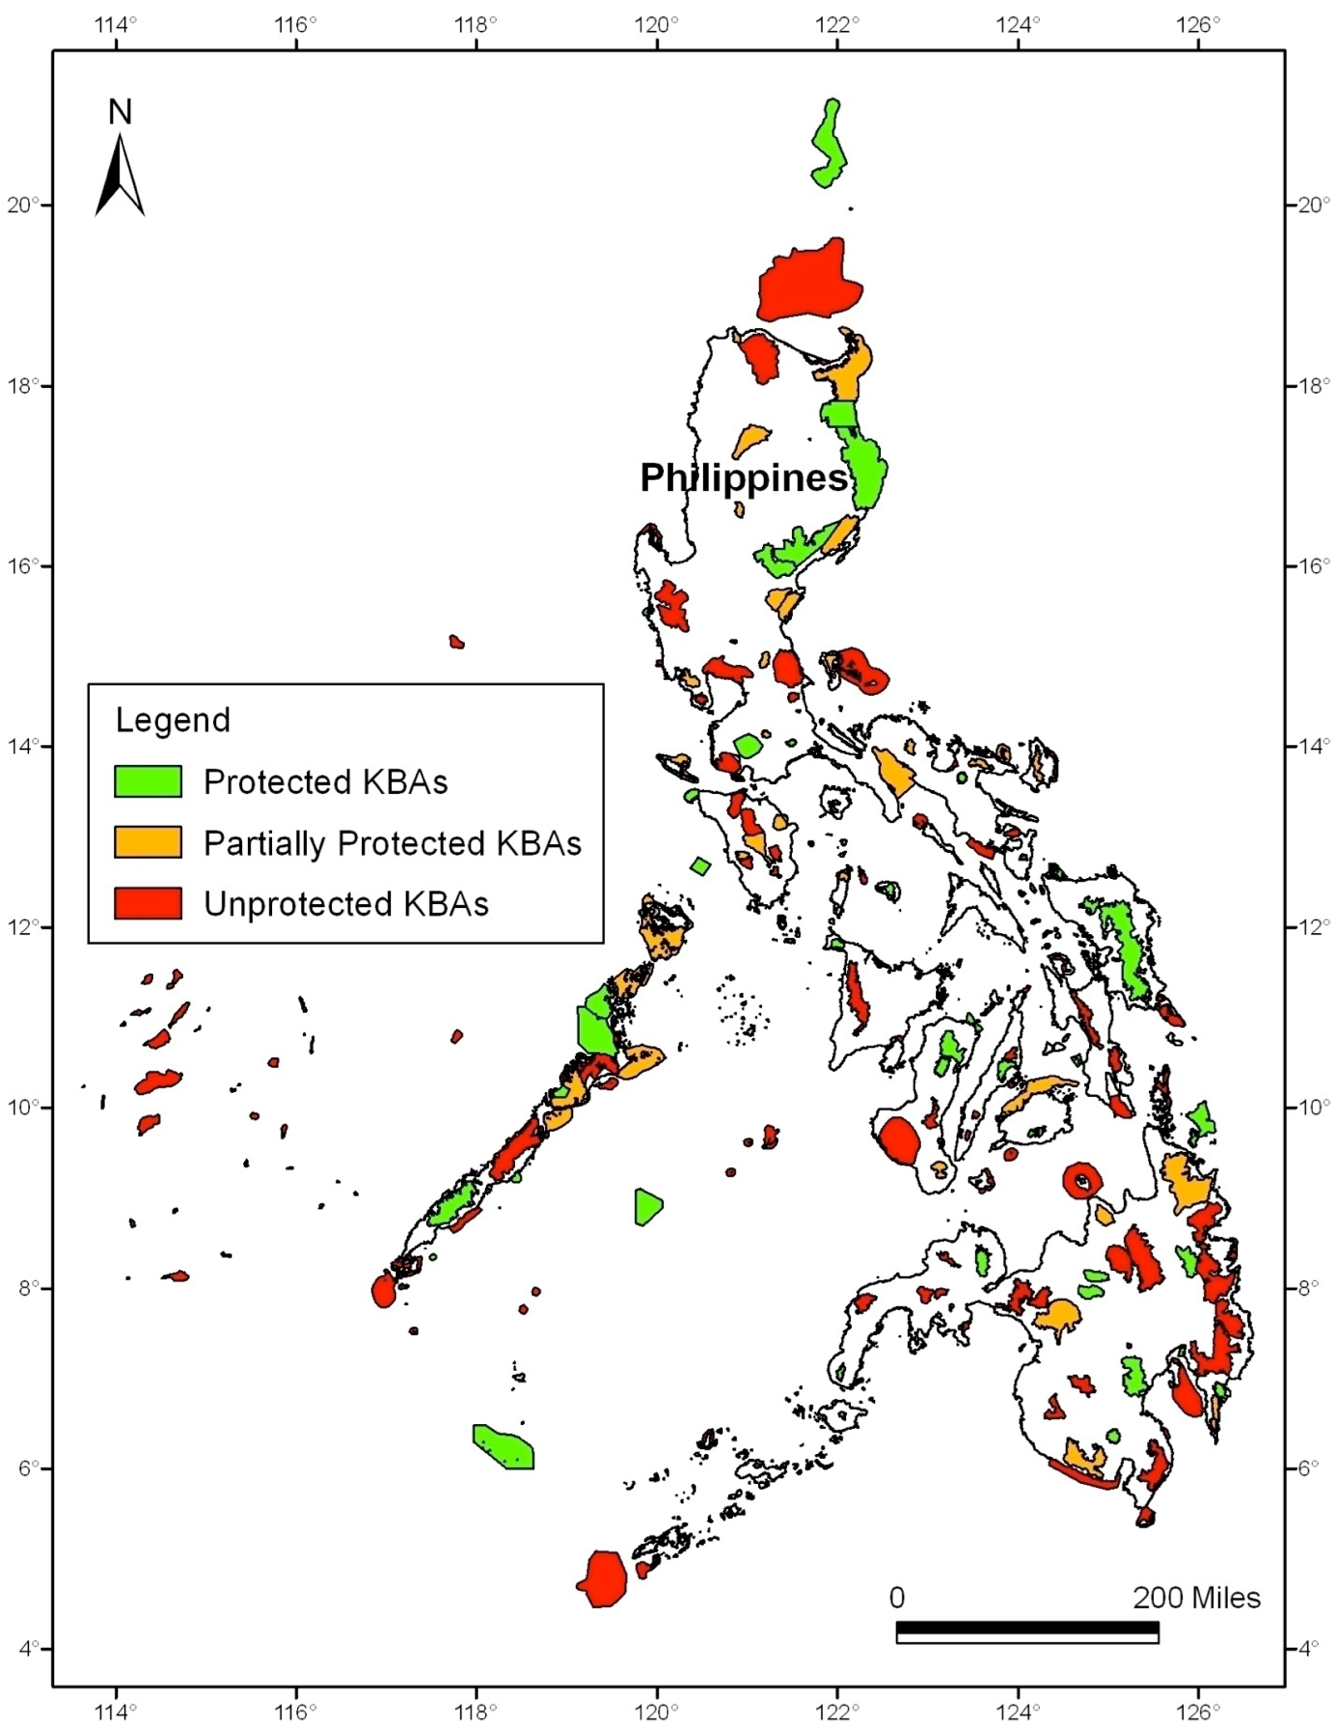 114° 116° 118° 120° 122° 124° 126°
N
20° 20°
18° 18°
Philippines
16° 16°
Legend
14° 14°
Protected KBAs
Partially Protected KBAs
Unprotected KBAs
12° 12°
10° 10°
8° 8°
6° 6°
0 200 Miles
4° 4°
114° 116° 118° 120° 122° 124° 126°